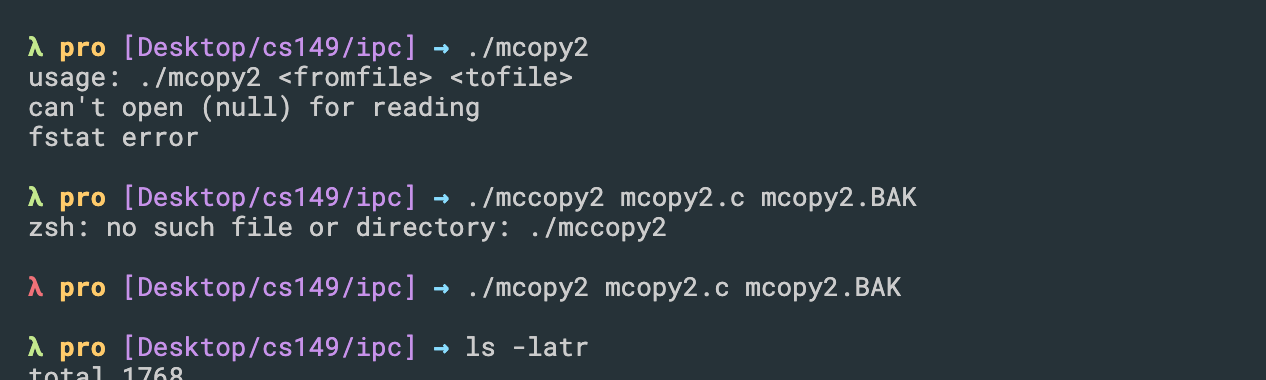 λ pro [Desktop/cs149/ipc] → ./mcopy2
usage: ./mcopy2 <fromfile> <tofile>
can't open (null) for reading
fstat error
λ pro [Desktop/cs149/ipc] → ./mccopy2 mcopy2.c mcopy2.BAK
zsh: no such file or directory: ./mccopy2
λ pro [Desktop/cs149/ipc] → ./mcopy2 mcopy2.c mcopy2.BAK
λ pro [Desktop/cs149/ipc] → ls -latr
total 1768